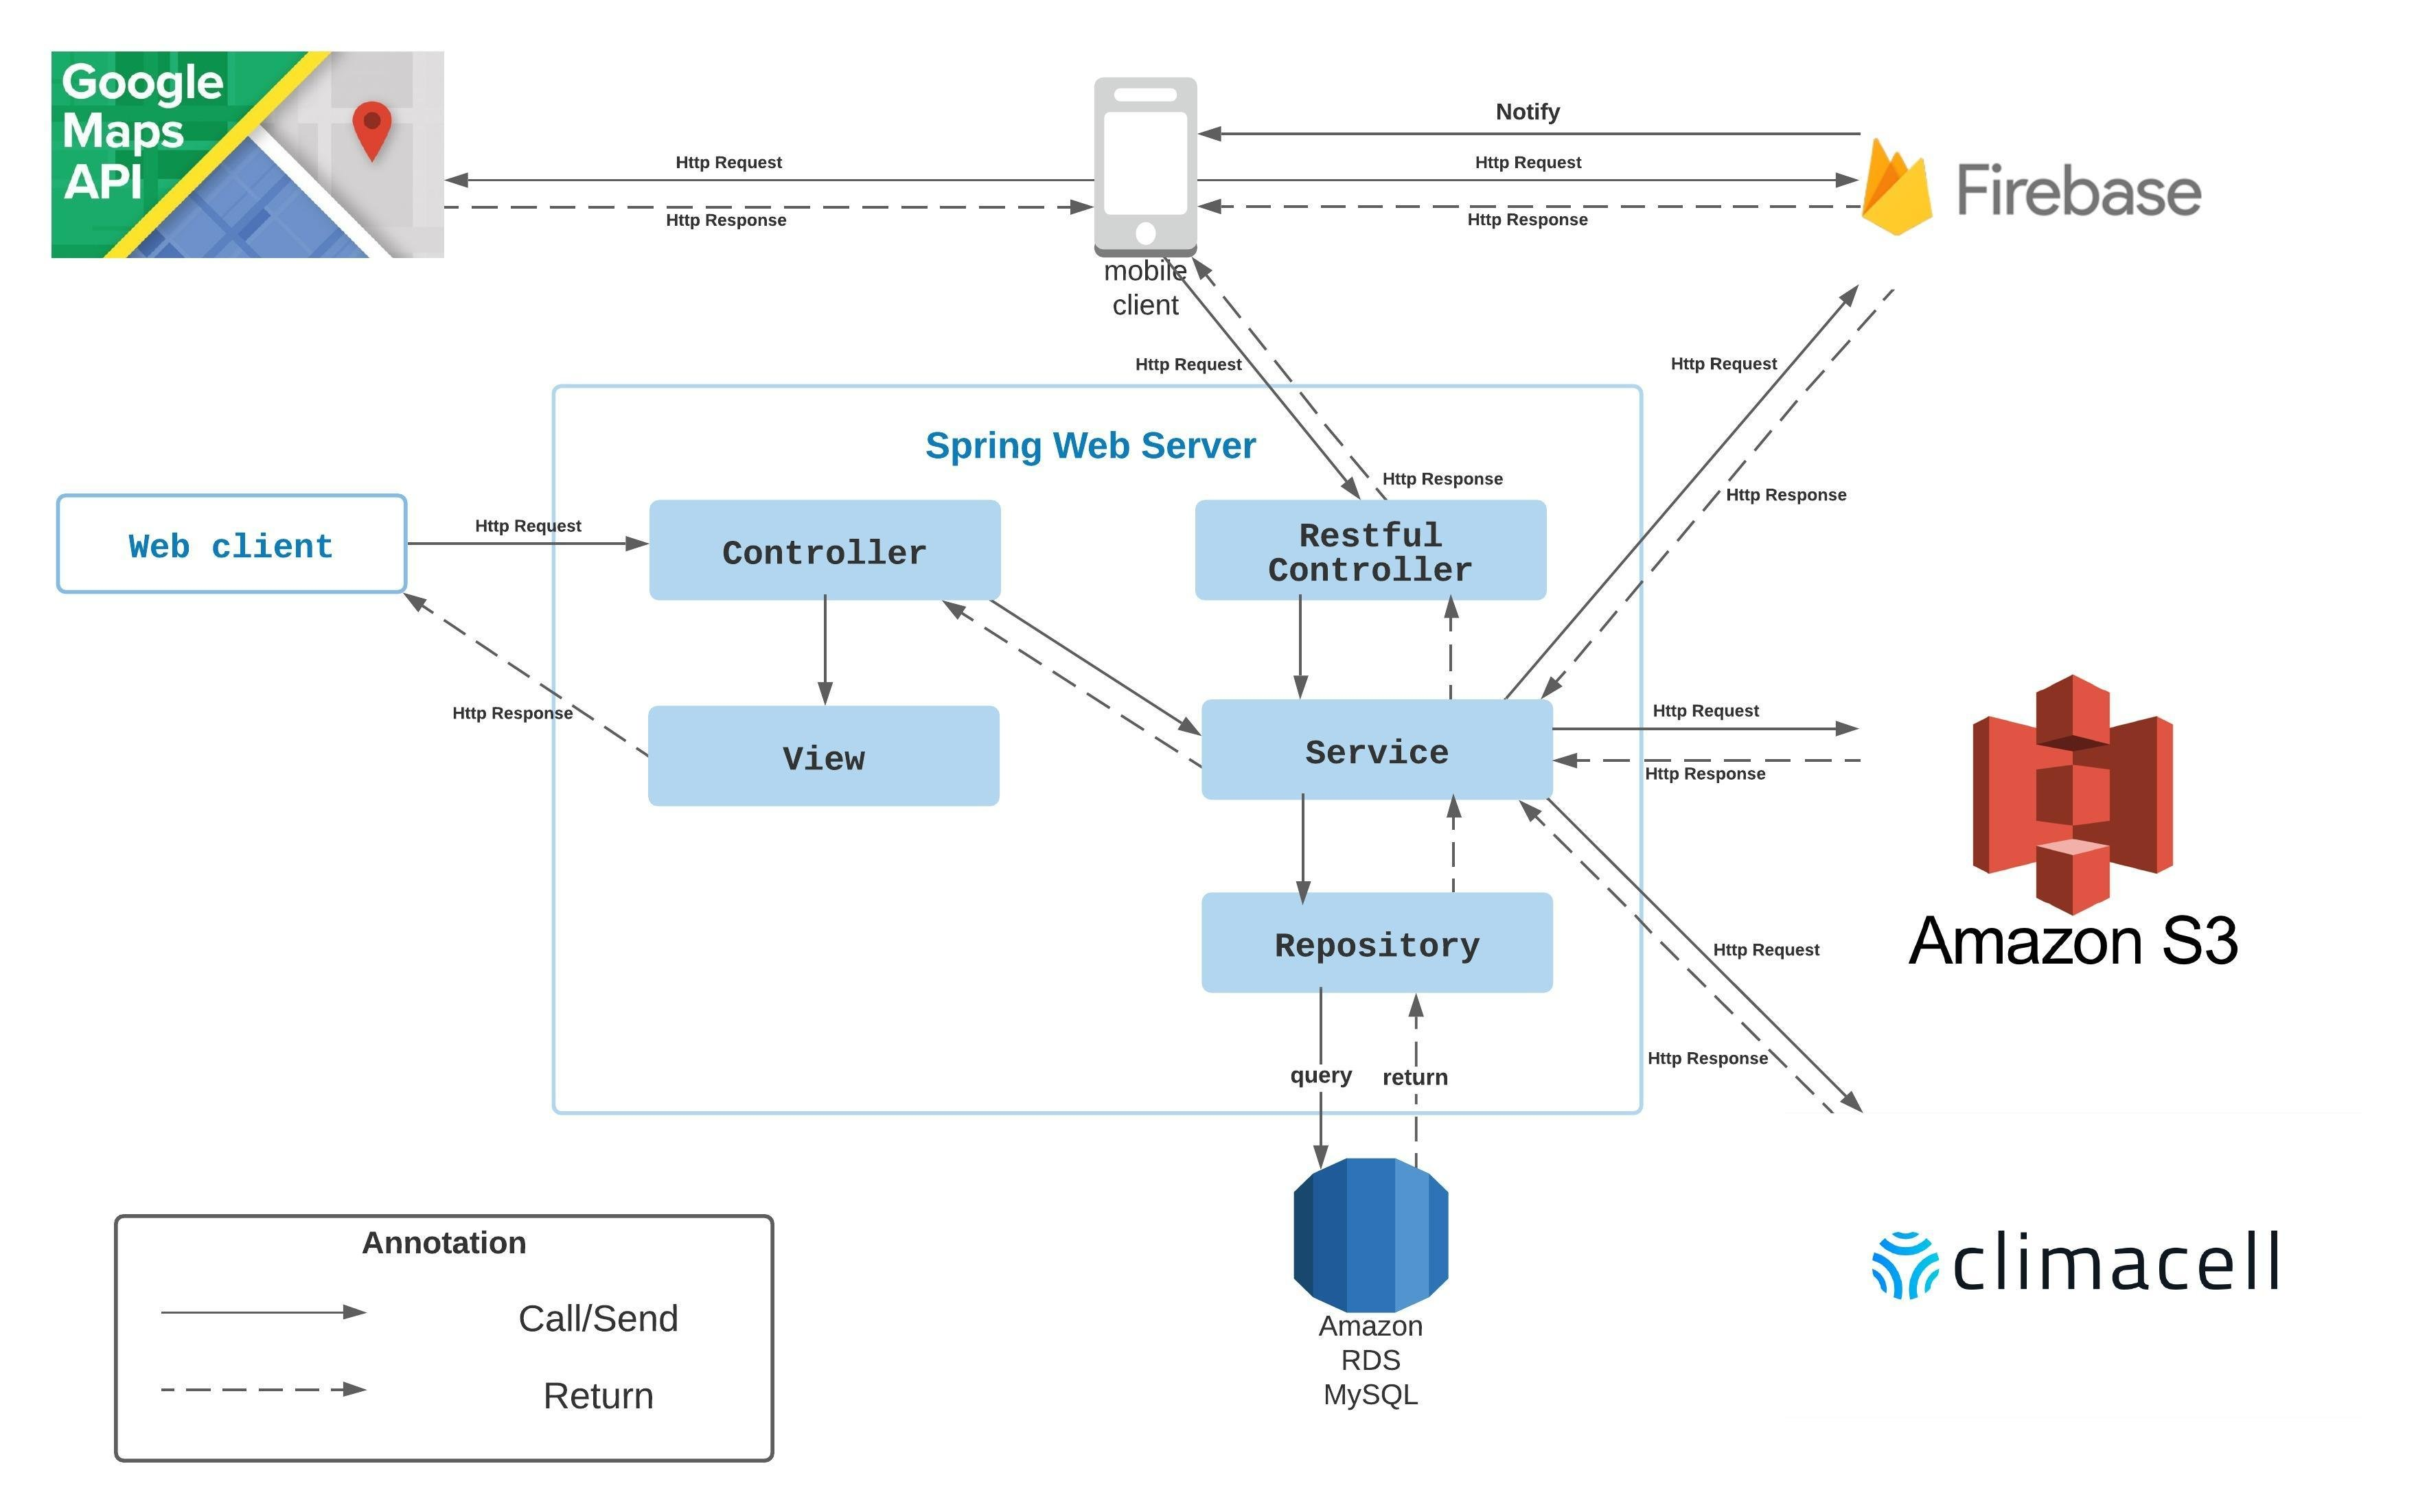 Google
Maps
API
Http Request
Http Response
mobile
client
Notify
Http Request
Http Response
Firebase
Http Request
Http Response
Http Request
Http Response
Spring Web Server
Web client
Http Request
Http Response
Controller
Restful
Controller
View
Service
Http Request
Http Response
Repository
Amazon S3
Http Request
Http Response
query
return
Amazon
RDS
MySQL
climacell
Annotation
Call/Send
Return